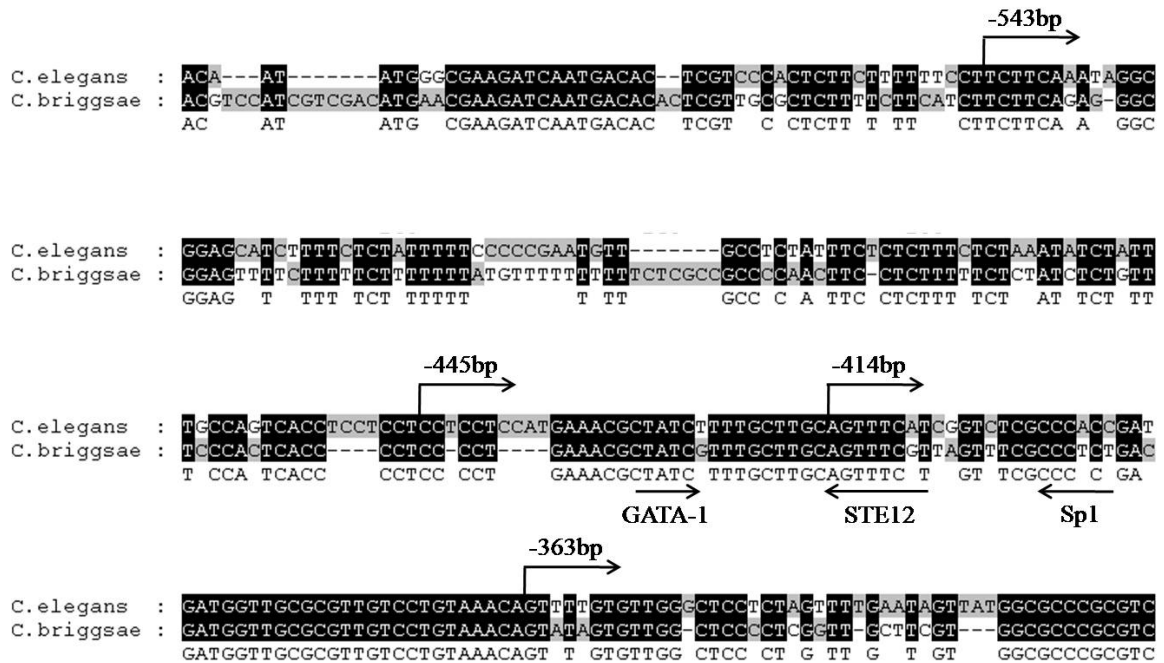 -543bp
C.elegans : ACA---AT-------ATGGGCGAAGATCAATGACAC--TCGTCCCACTCTTCTTTTTTCCTTCTTCAAATAGGC
C.briggsae : ACGTCCATCGTCGACATGAACGAAGATCAATGACACACTCGTTGCGCTCTTTTCTTCATCTTCTTCAGAG-GGC
AC AT ATG CGAAGATCAATGACAC TCGT C CTCTT T TT CTTCTTCA A GGC
C.elegans : GGAGCATCTTTTCTCTATTTTTTCCCCCGAATGTT-------GCCTCTATTTCTCTCTTTCTCTAAATATCTATT
C.briggsae : GGAGTTTTCTTTTTCTTTTTTTATGTTTTTTTTTTCTCGCCGCCCCAACTTC-CTCTTTTTCTCTATCTCTGTT
GGAG T TTT TCT TTTTT T TT GCC C A TTC CTCTTT TCT AT TCT TT
-445bp -414bp
C.elegans : TGCCAGTCACCTCCTCCTCCTCCTCCATGAAACGCTATCTTTTGCTTGCAGTTTCATCGGTCTCGCCCACCGAT
C.briggsae : TCCCACTCACC----CCTCC-CCT----GAAACGCTATCGTTTGCTTGCAGTTTCGTTAGTTTCGCCCTCTGAC
T CCA TCACC CCTCC CCT GAAACGCTATC TTTGCTTGCAGTTTC T GT TCGCCC C GA
GATA-1 STE12 Sp1
-363bp
C.elegans : GATGGTTGCGCGTTGTCCTGTAAACAGTTTTGTGTTGGGCTCCTCTAGTTTTGAATAGTTATGGCGCCCGCGTC
C.briggsae : GATGGTTGCGCGTTGTCCTGTAAACAGTATAGTGTTGG-CTCCCCTCGGTT-GCTTCGT---GGCGCCCGCGTC
GATGGTTGCGCGTTGTCCTGTAAACAGT T GTGTTGG CTCC CT G TT G T GT GGCGCCCGCGTC